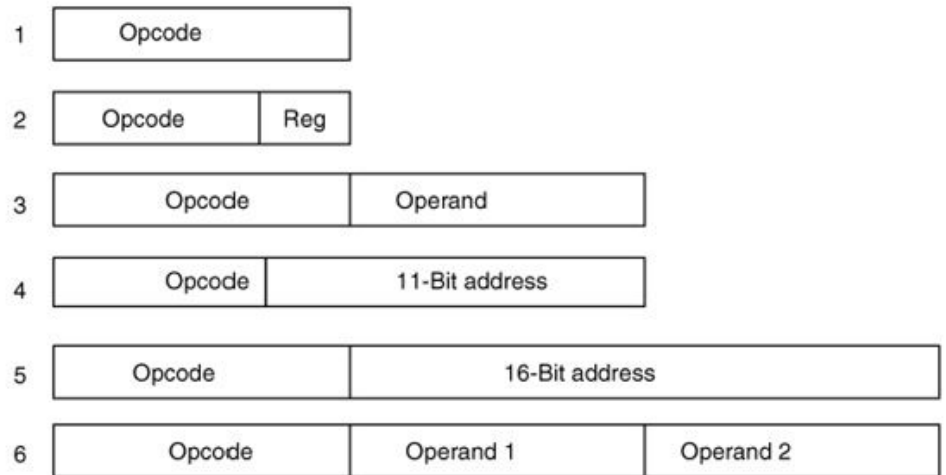 1 Opcode
2 Opcode Reg
3 Opcode Operand
4 Opcode 11-Bit address
5 Opcode 16-Bit address
6 Opcode Operand 1 Operand 2